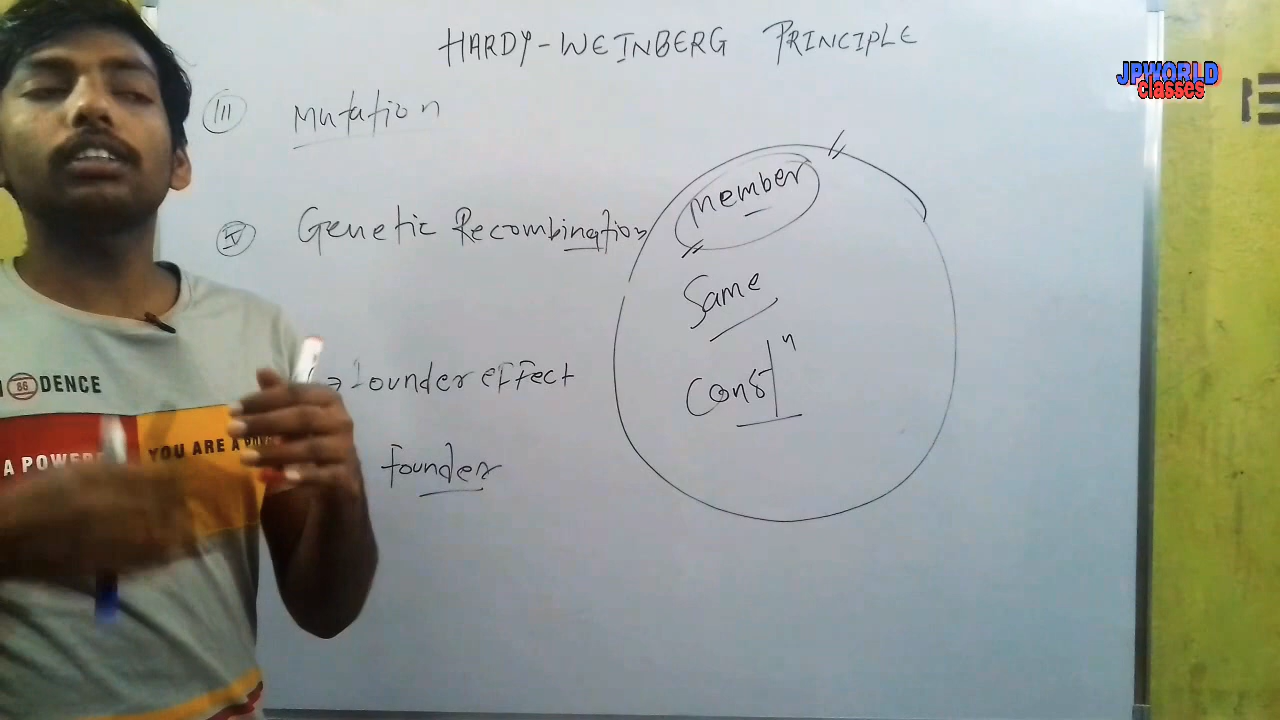 HARDY-WEINBERG PRINCIPLE
JPWORLD
classes
III Mutation
IV Genetic Recombination
member
Same
Const n
→ founder effect
founder
86 DENCE
A POWER
YOU ARE A